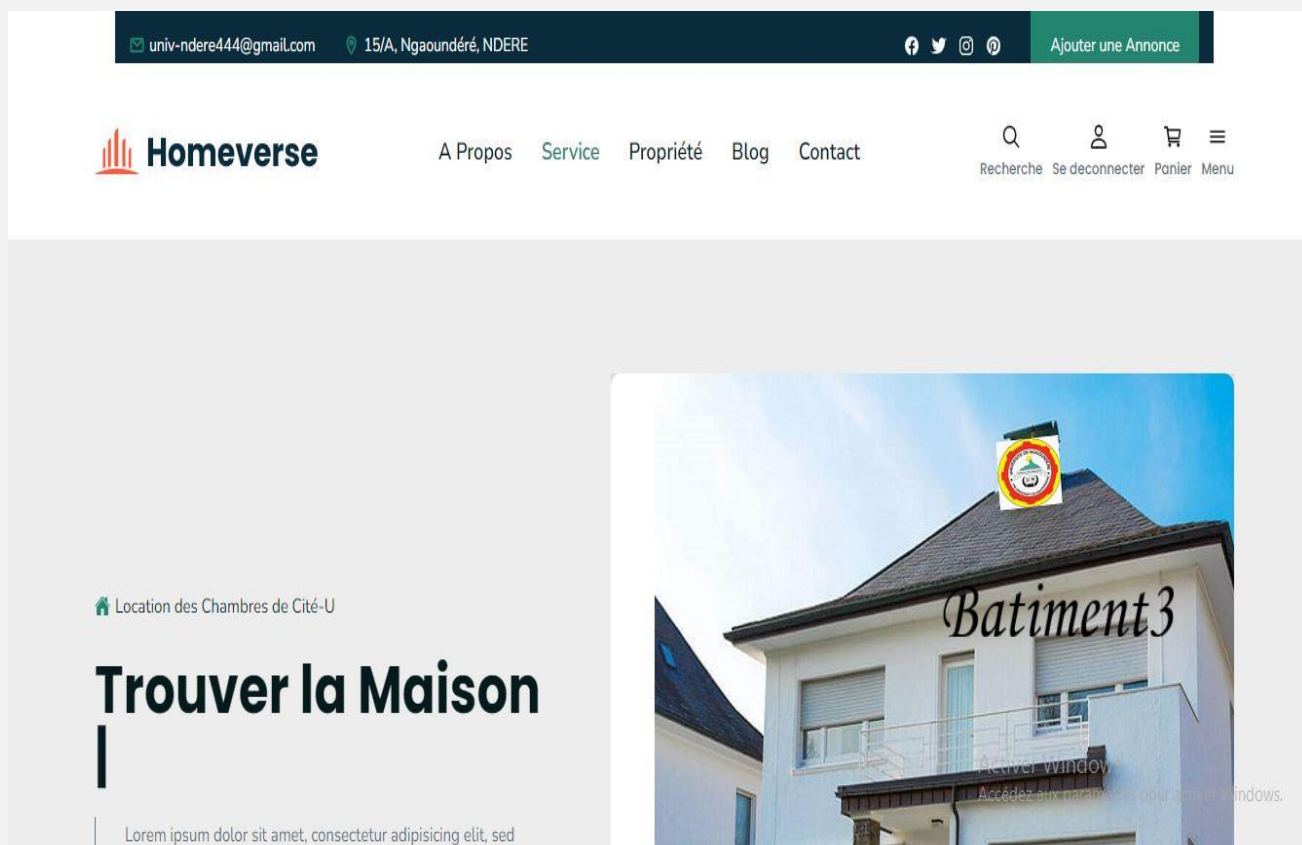 univ-ndere444@gmail.com 15/A, Ngaoundéré, NDERE Ajouter une Annonce
Homeverse A Propos Service Propriété Blog Contact
Recherche Se deconnecter Panier Menu
Location des Chambres de Cité-U
Batiment3
Trouver la Maison
Activer Window
Accédez aux paramètres pour activer Windows.
Lorem ipsum dolor sit amet, consectetur adipisicing elit, sed